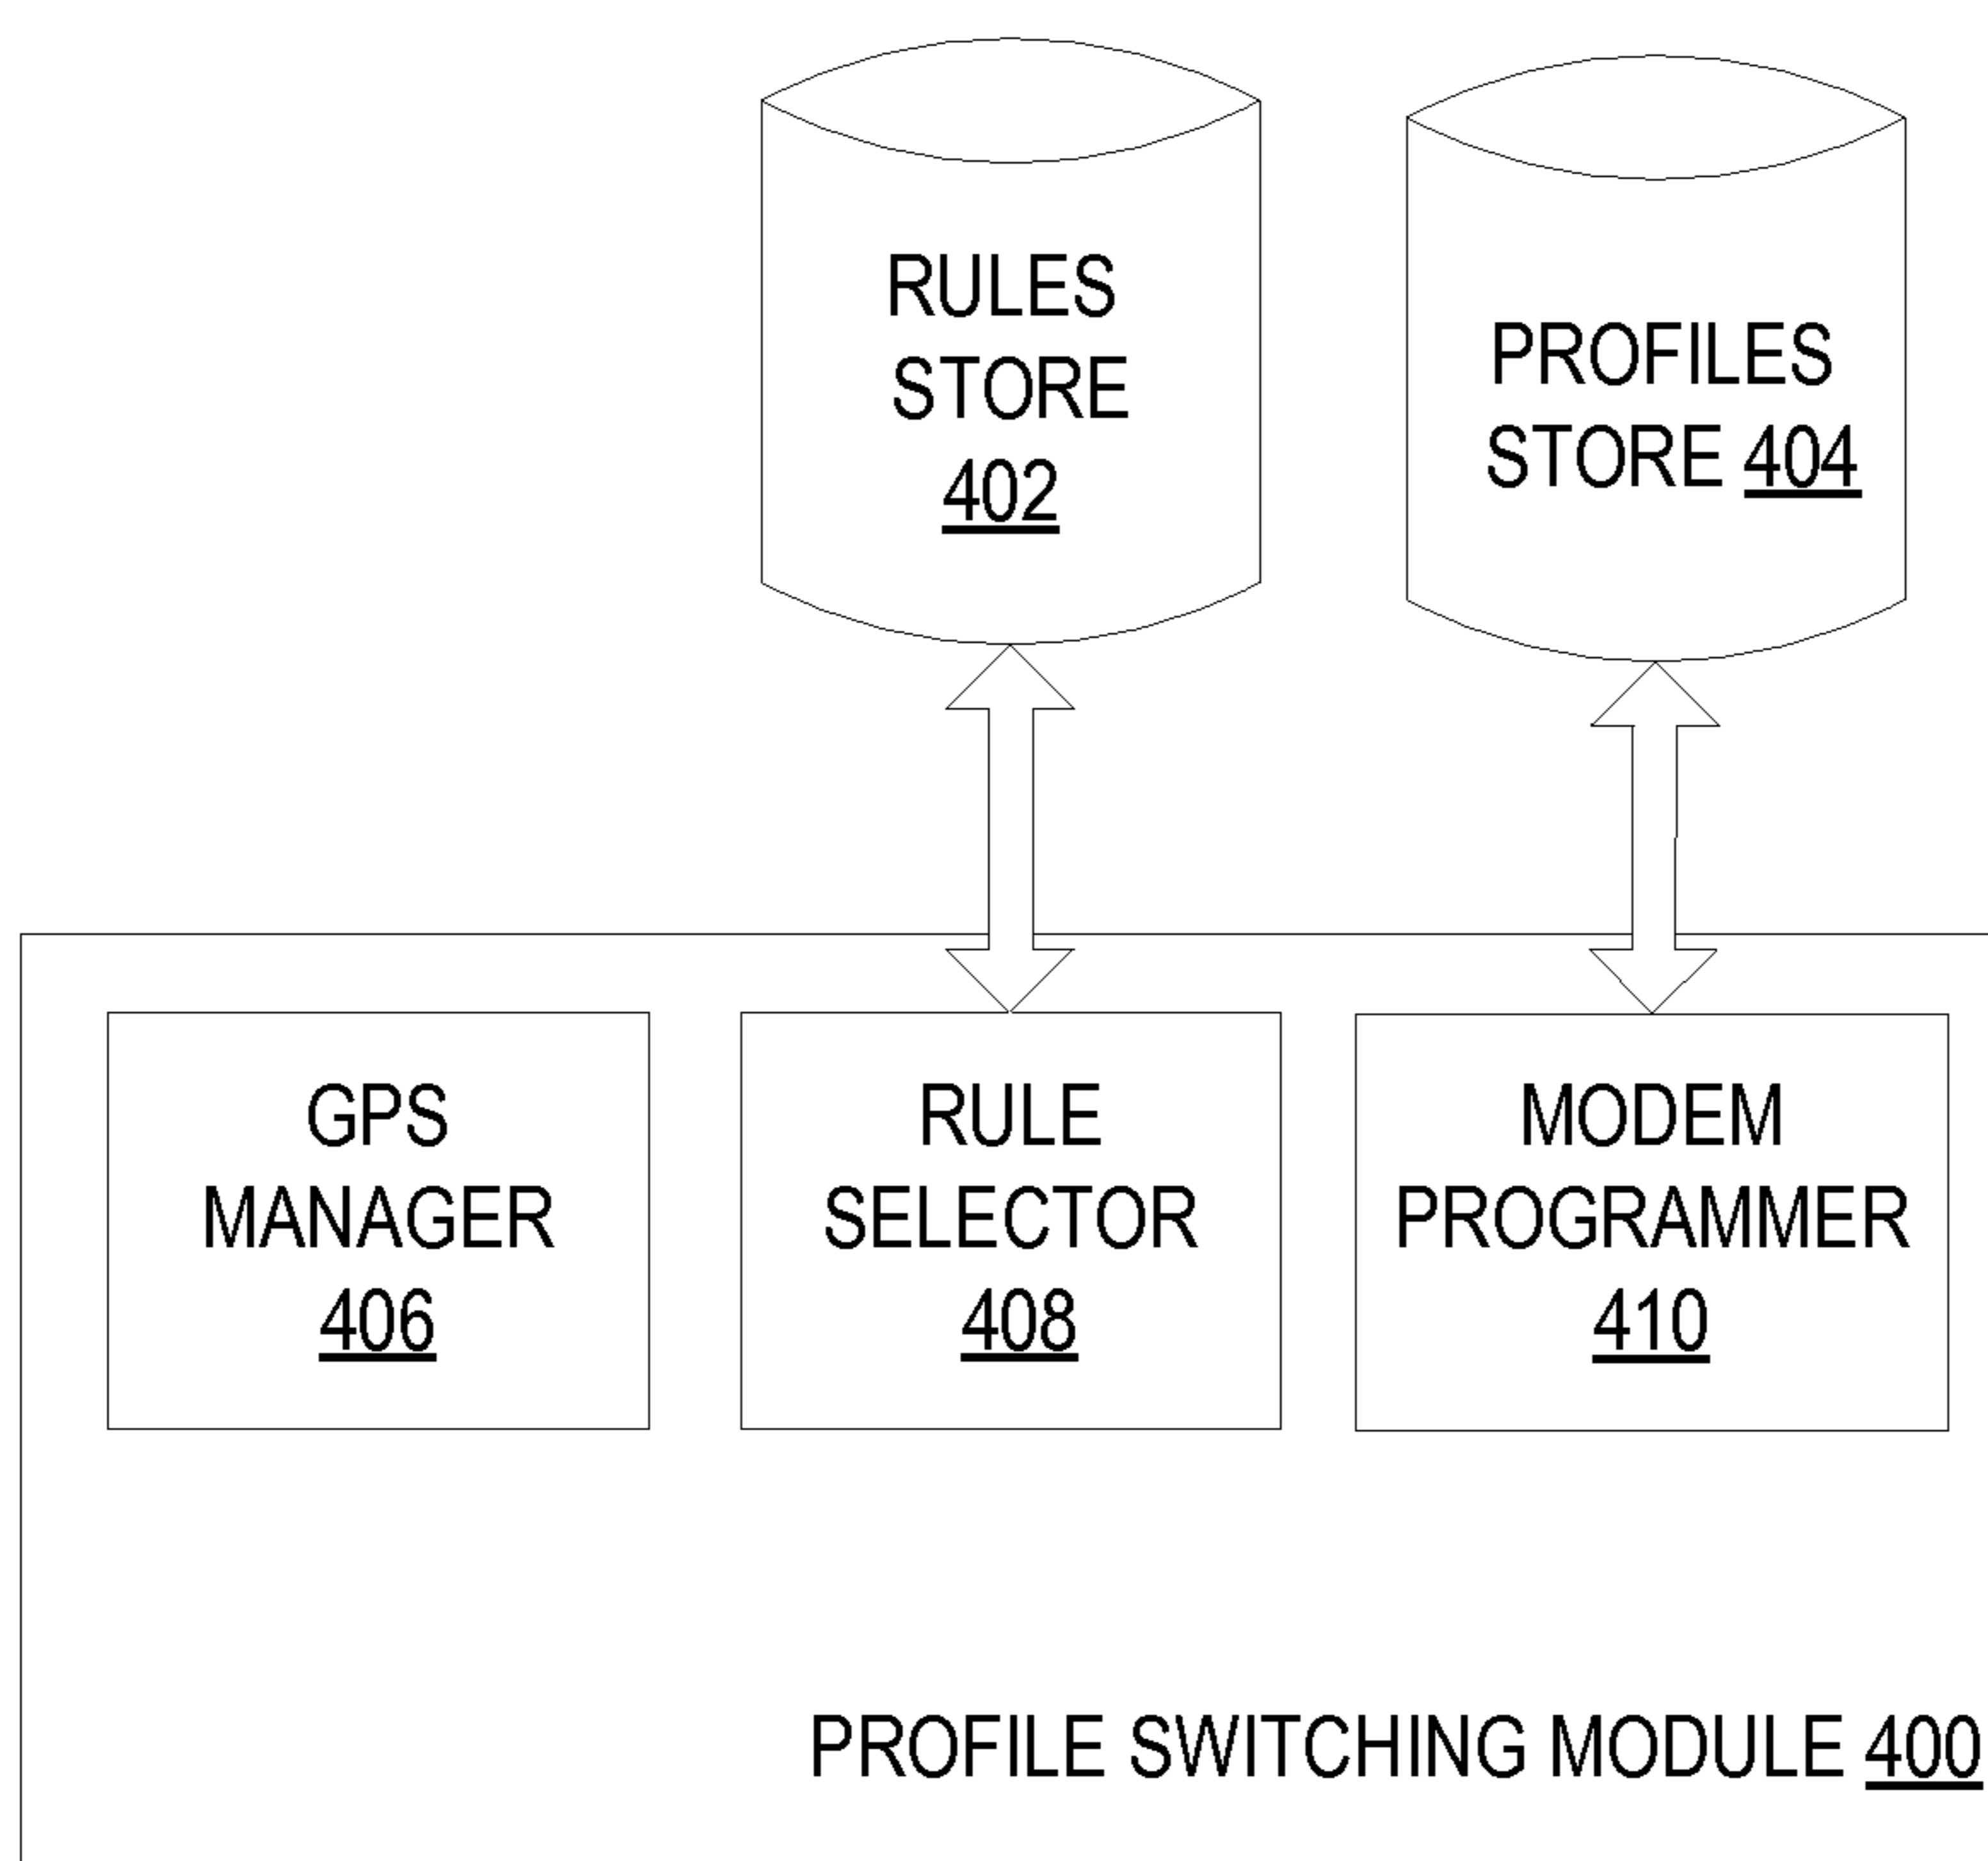 RULES
STORE
402
PROFILES
STORE 404
GPS
MANAGER
406
RULE
SELECTOR
408
MODEM
PROGRAMMER
410
PROFILE SWITCHING MODULE 400